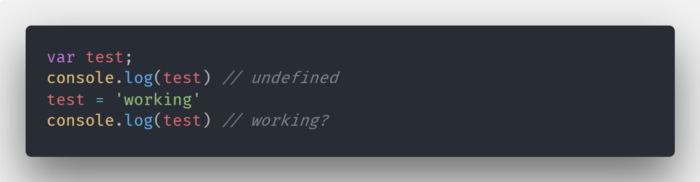 var test;
console.log(test) // undefined
test = 'working'
console.log(test) // working?